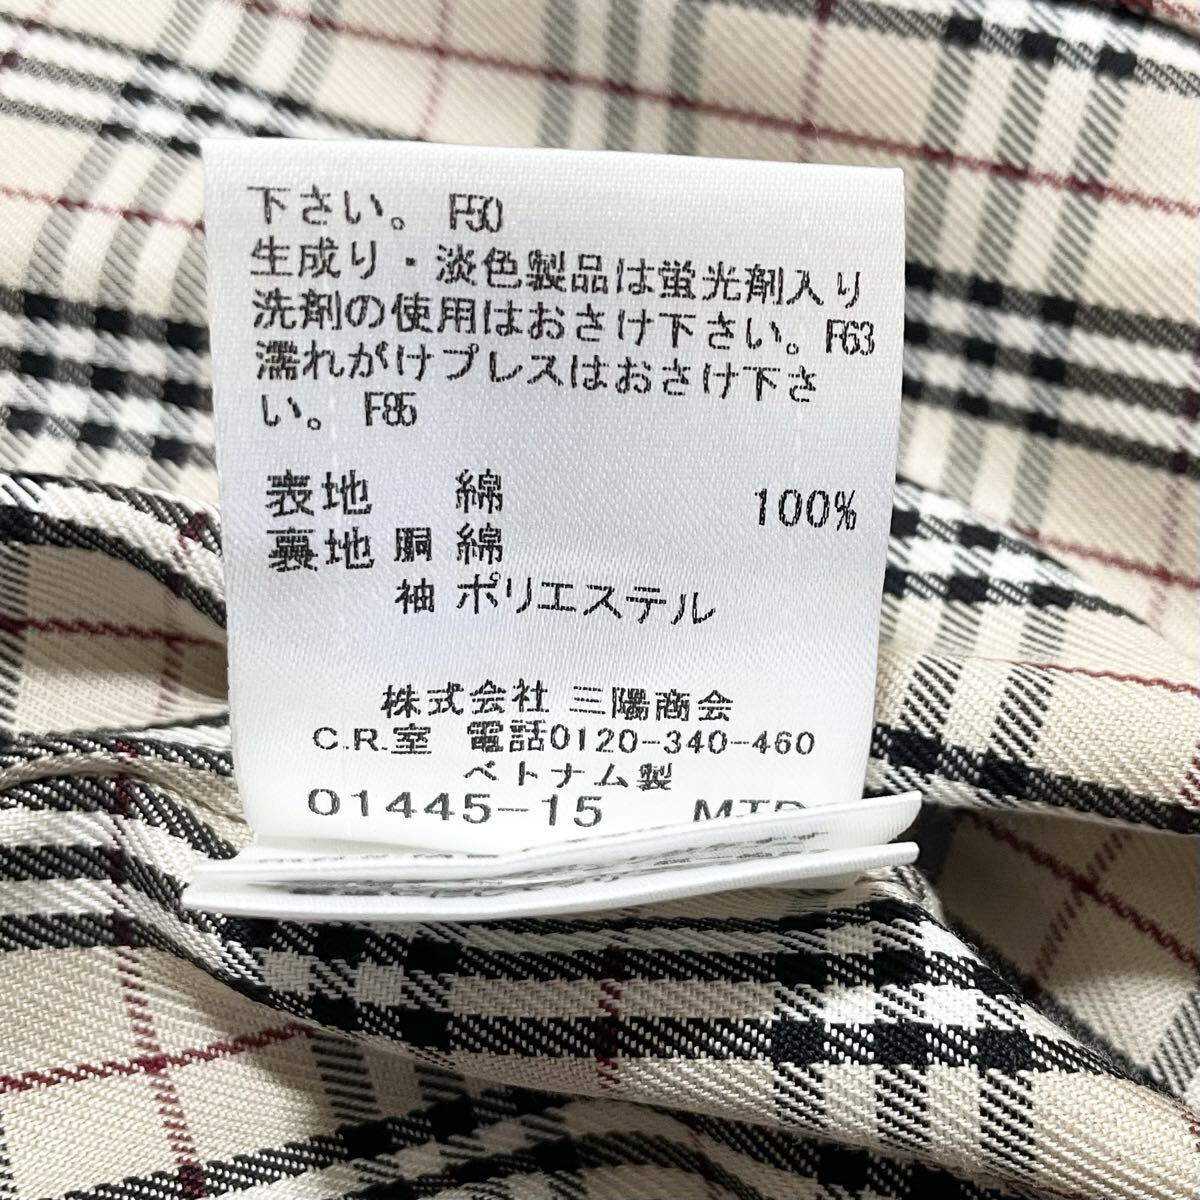 下さい。 F50
生成り・淡色製品は蛍光剤入り
洗剤の使用はおさけ下さい。F63
濡れがけプレスはおさけ下さ
い。 F85
表地 綿 100%
裏地 胴 綿
袖 ポリエステル
株式会社 三陽商会
C.R.室 電話0120-340-460
ベトナム製
01445-15